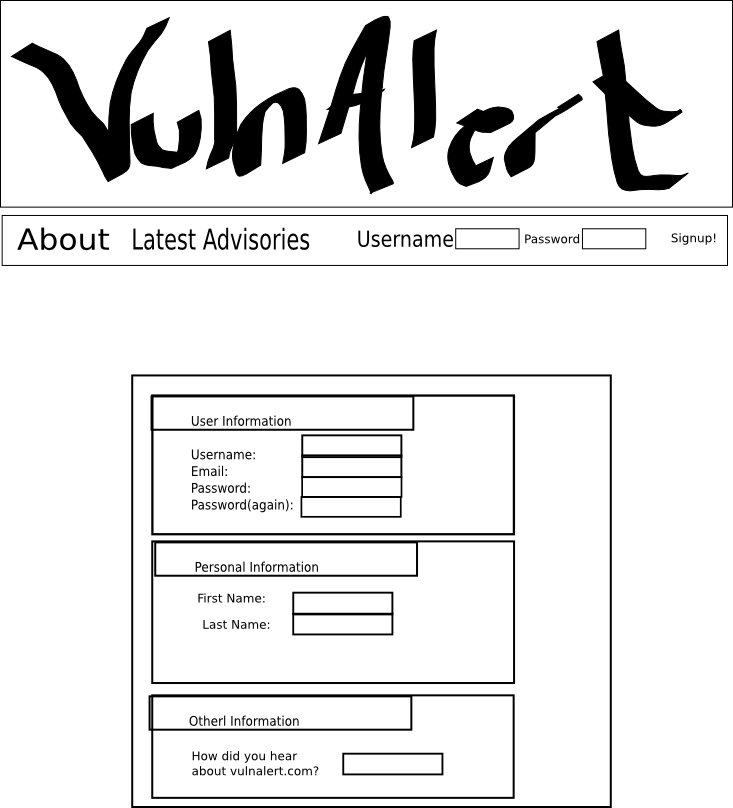 VulnAlert
About Latest Advisories Username Password Signup!
User Information
Username:
Email:
Password:
Password(again):
Personal Information
First Name:
Last Name:
Otherl Information
How did you hear
about vulnalert.com?